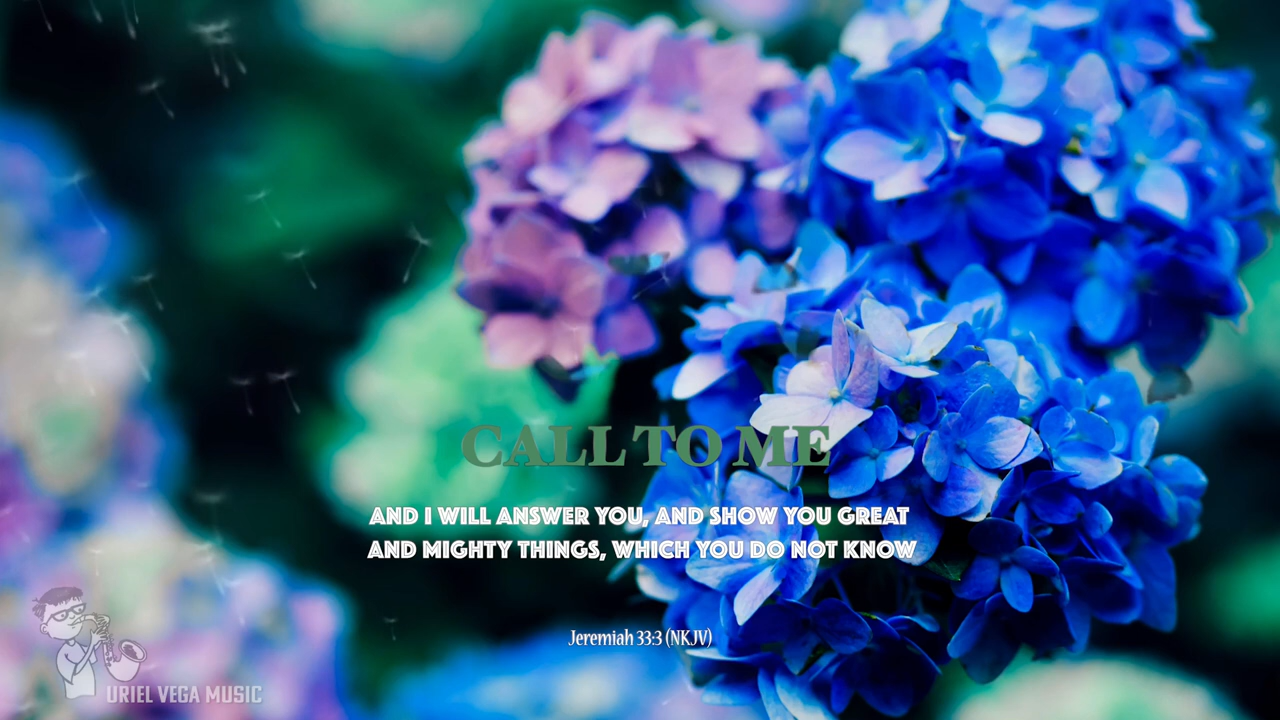 CALL TO ME
AND I WILL ANSWER YOU, AND SHOW YOU GREAT
AND MIGHTY THINGS, WHICH YOU DO NOT KNOW
Jeremiah 33:3 (NKJV)
URIEL VEGA MUSIC